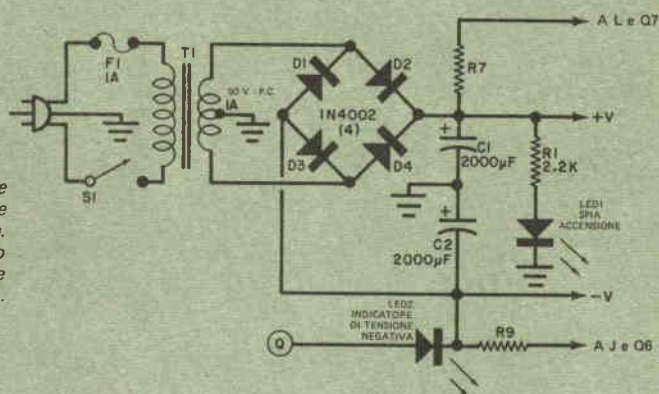 A L e Q7
F1
1A
T1
50 V - P.C.
1A
D1
D2
1N4002
(4)
D3
D4
R7
+V
+
C1
2000µF
R1
2.2K
S1
LED1
SPIA
ACCENSIONE
+
C2
2000µF
LED2
INDICATORE
DI TENSIONE
NEGATIVA
-V
Q
R9
A J e Q6
e
e
.
o
e
.